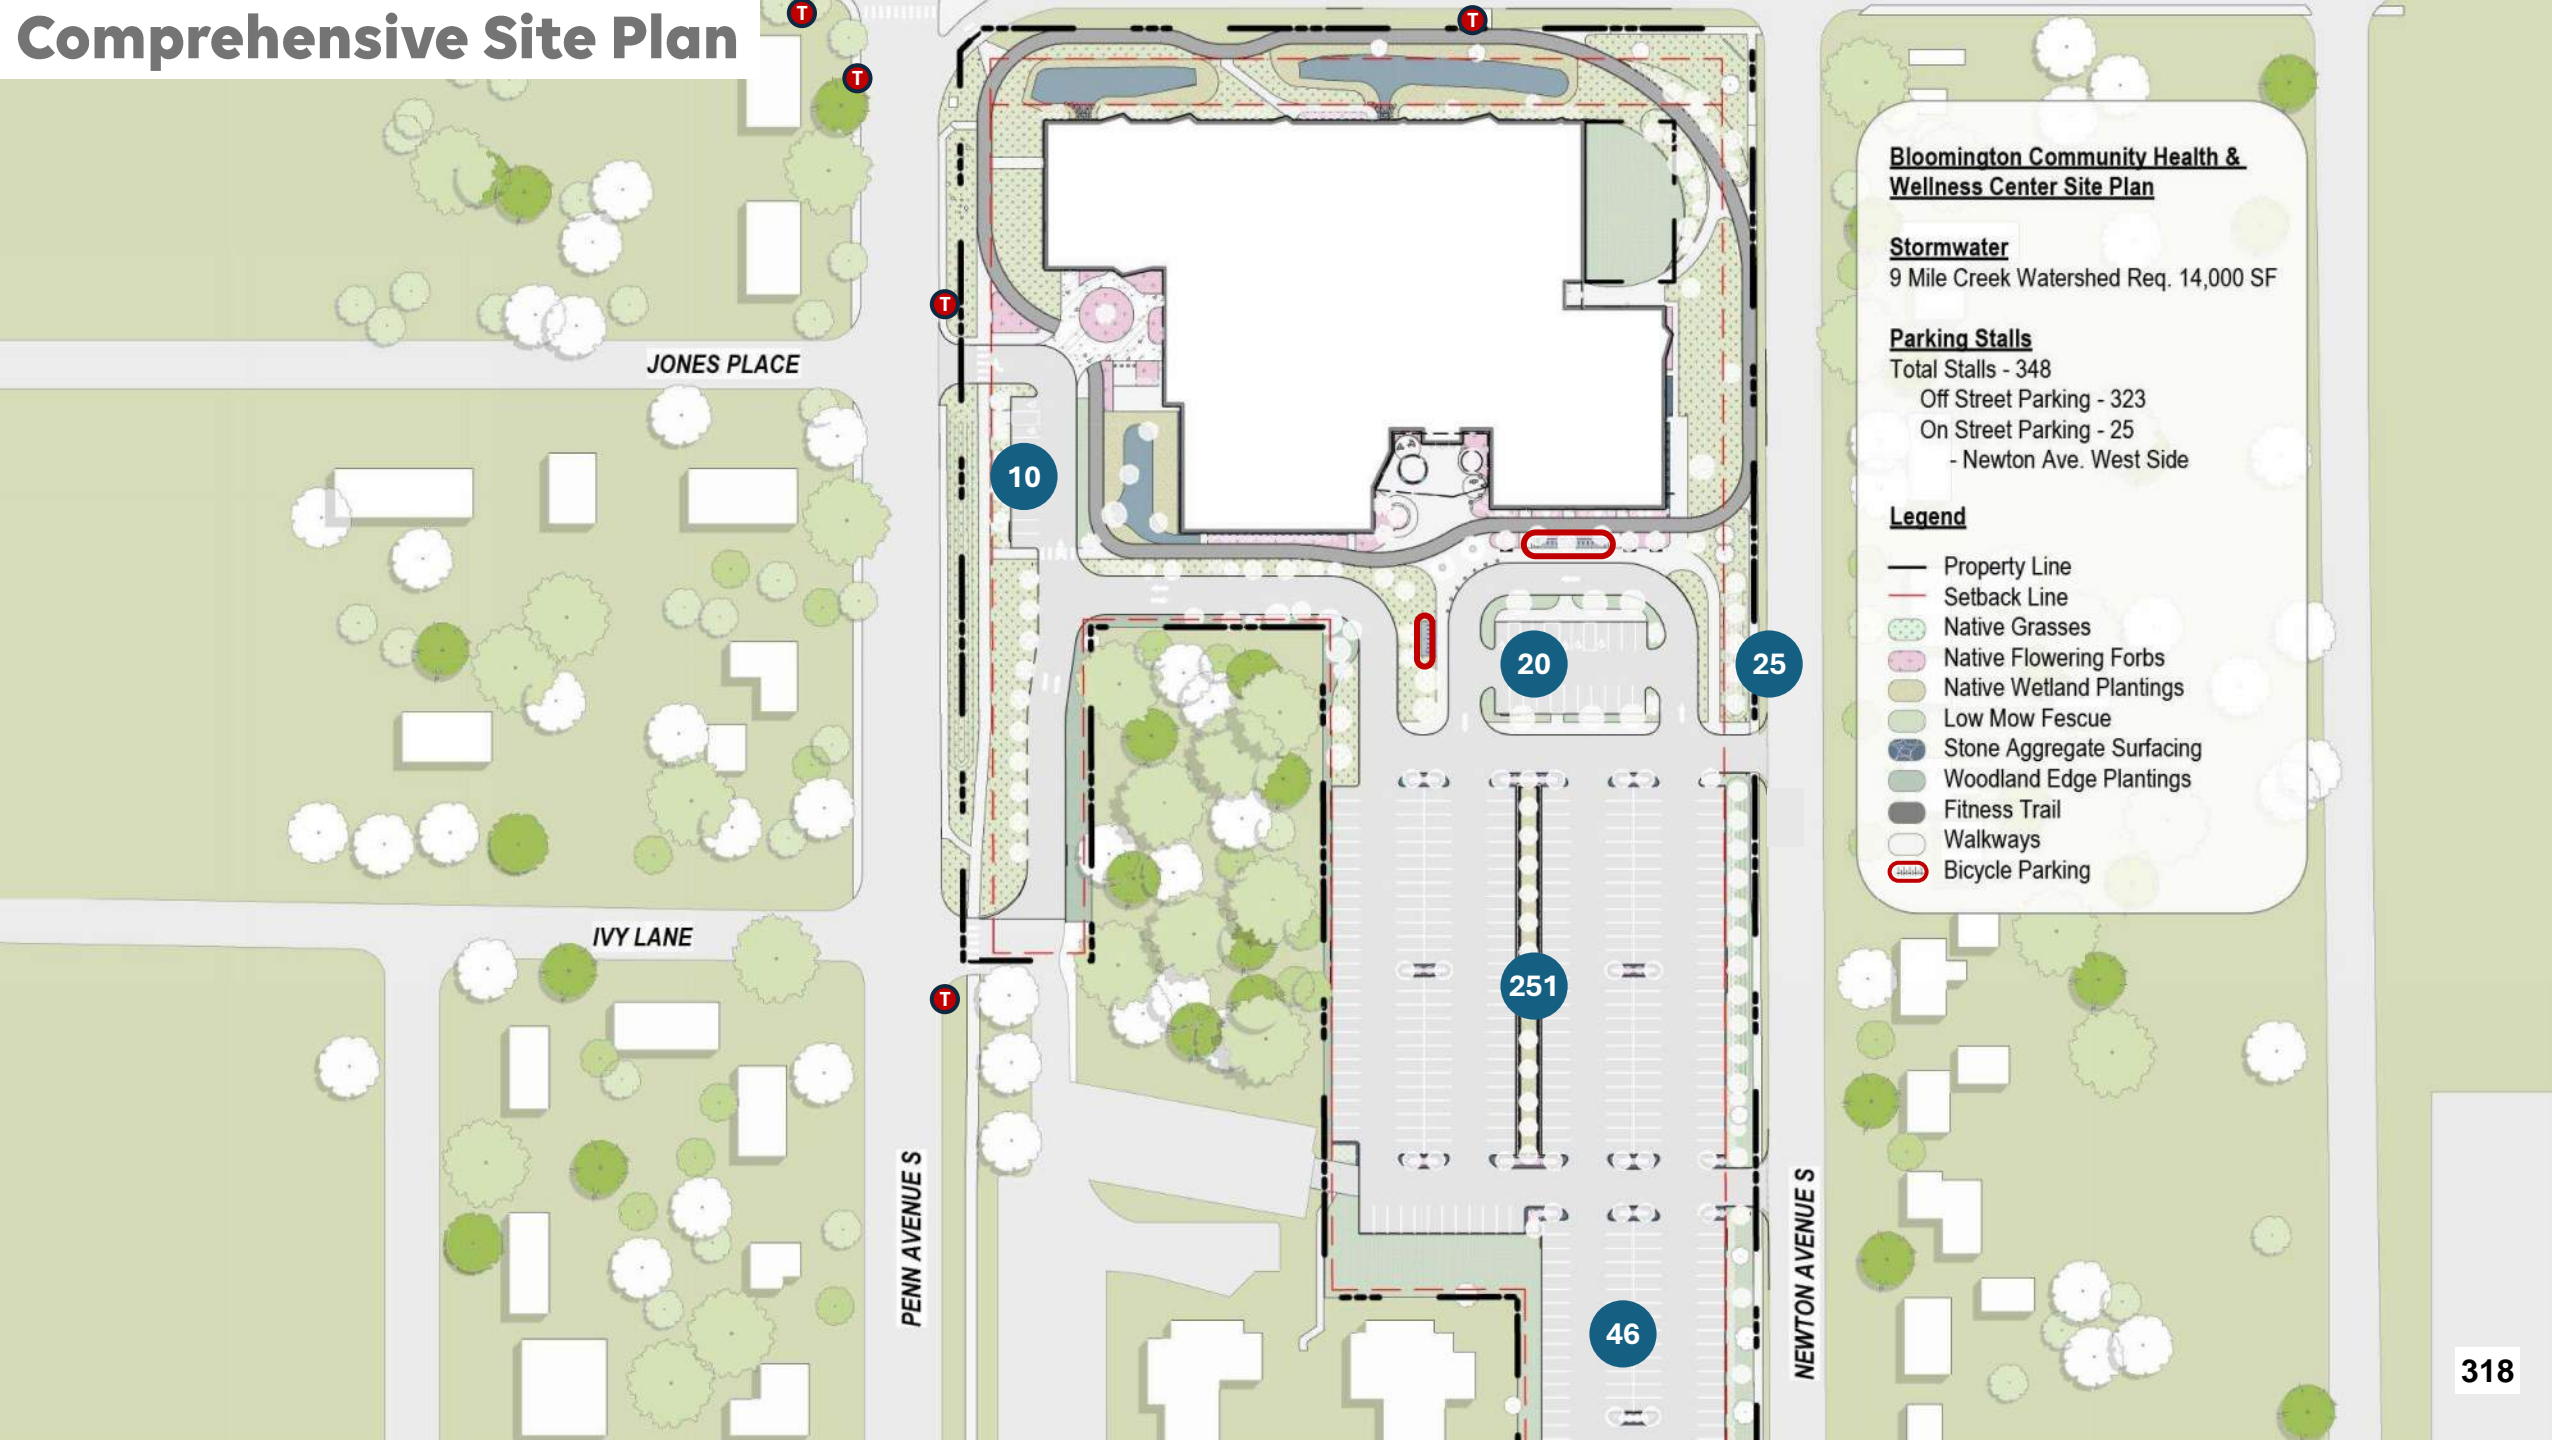 Comprehensive Site Plan
T
T
T
T
T
JONES PLACE
IVY LANE
PENN AVENUE S
NEWTON AVENUE S
10
20
25
251
46
Bloomington Community Health &
Wellness Center Site Plan
Stormwater
9 Mile Creek Watershed Req. 14,000 SF
Parking Stalls
Total Stalls - 348
Off Street Parking - 323
On Street Parking - 25
- Newton Ave. West Side
Legend
Property Line
Setback Line
Native Grasses
Native Flowering Forbs
Native Wetland Plantings
Low Mow Fescue
Stone Aggregate Surfacing
Woodland Edge Plantings
Fitness Trail
Walkways
Bicycle Parking
318